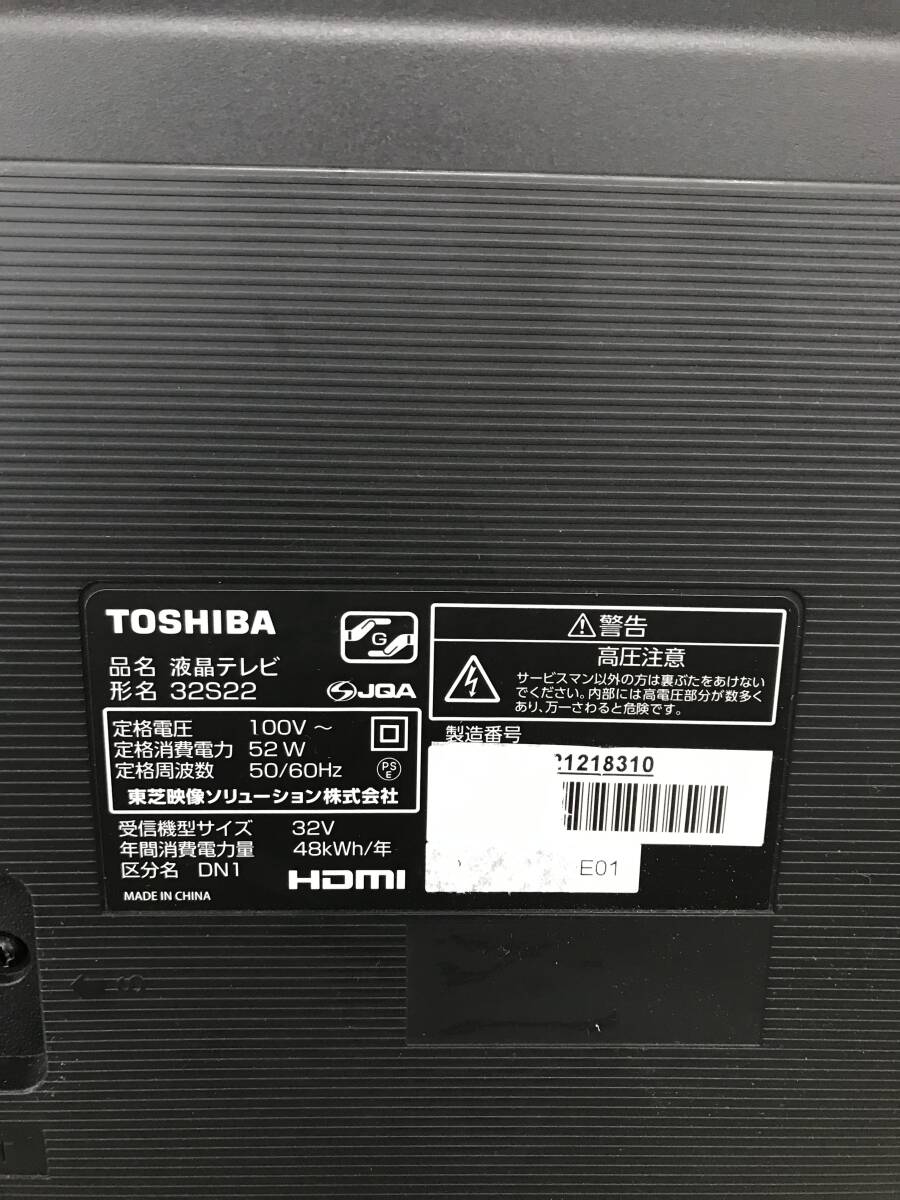 TOSHIBA
G
品名 液晶テレビ
形名 32S22
JQA
定格電圧 100V～
定格消費電力 52W
定格周波数 50/60Hz
PS
E
東芝映像ソリューション株式会社
受信機型サイズ 32V
年間消費電力量 48kWh/年
区分名 DN1
HDMI
MADE IN CHINA
警告
高圧注意
サービスマン以外の方は裏ぶたをあけない
でください。内部には高電圧部分が数多く
あり、万一さわると危険です。
製造番号
21218310
E01